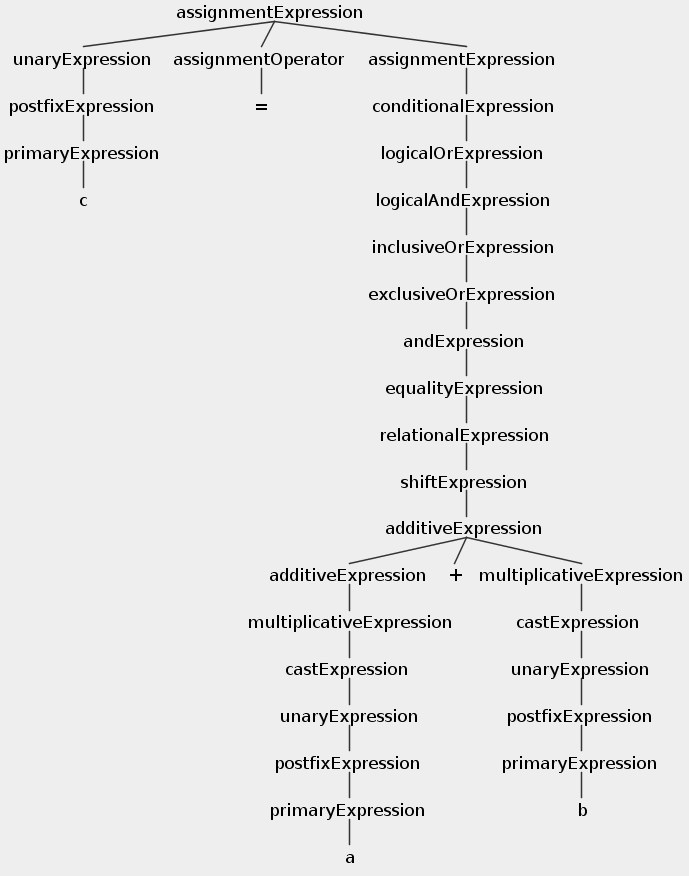 assignmentExpression
unaryExpression assignmentOperator assignmentExpression
postfixExpression = conditionalExpression
primaryExpression logicalOrExpression
c logicalAndExpression
inclusiveOrExpression
exclusiveOrExpression
andExpression
equalityExpression
relationalExpression
shiftExpression
additiveExpression
additiveExpression + multiplicativeExpression
multiplicativeExpression castExpression
castExpression unaryExpression
unaryExpression postfixExpression
postfixExpression primaryExpression
primaryExpression b
a